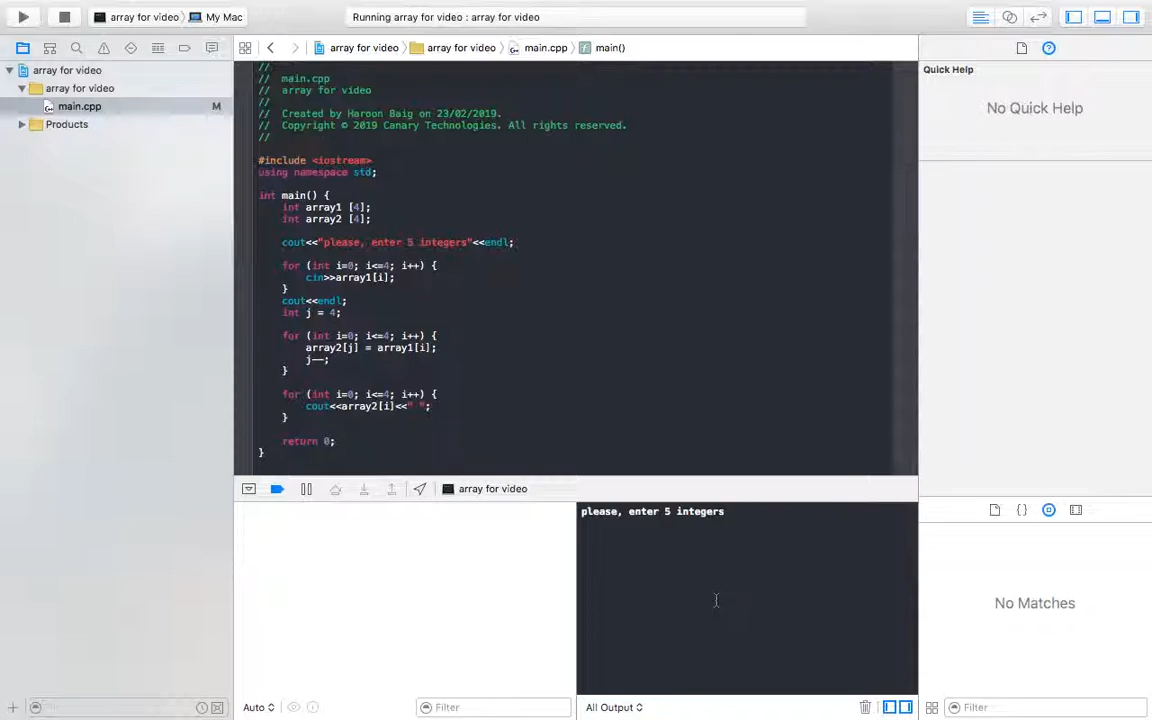 array for video My Mac Running array for video : array for video
array for video array for video main.cpp main()
array for video
array for video
main.cpp M
Products
//
// main.cpp
// array for video
//
// Created by Haroon Baig on 23/02/2019.
// Copyright © 2019 Canary Technologies. All rights reserved.
//
#include <iostream>
using namespace std;
int main() {
int array1 [4];
int array2 [4];
cout<<"please, enter 5 integers"<<endl;
for (int i=0; i<=4; i++) {
cin>>array1[i];
}
cout<<endl;
int j = 4;
for (int i=0; i<=4; i++) {
array2[j] = array1[i];
j--;
}
for (int i=0; i<=4; i++) {
cout<<array2[i]<<" ";
}
return 0;
}
Quick Help
No Quick Help
array for video
please, enter 5 integers
No Matches
Auto Filter All Output Filter